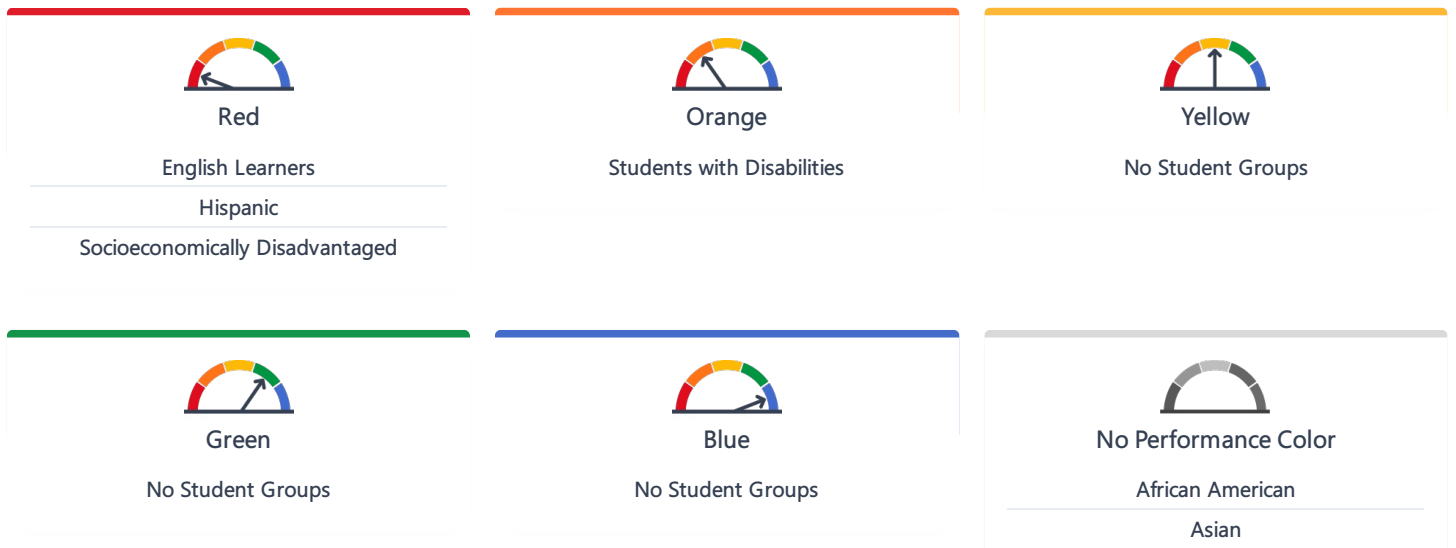 Red
English Learners
Hispanic
Socioeconomically Disadvantaged
Orange
Students with Disabilities
Yellow
No Student Groups
Green
No Student Groups
Blue
No Student Groups
No Performance Color
African American
Asian